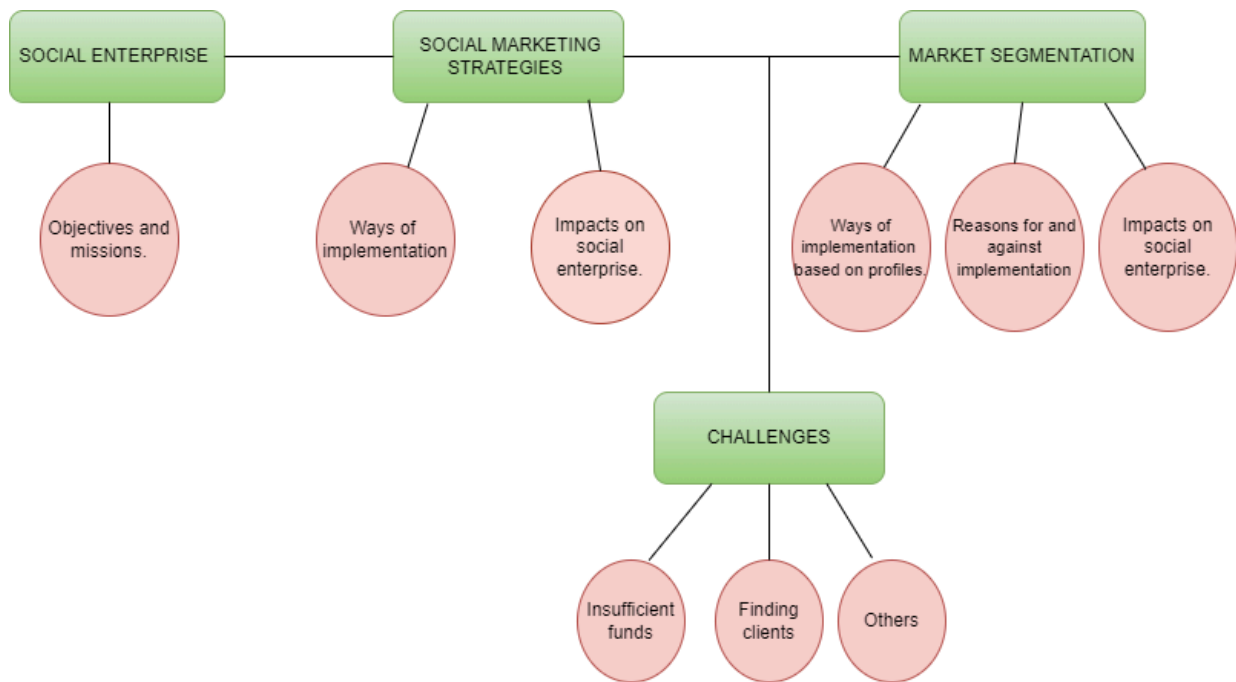 SOCIAL ENTERPRISE
SOCIAL MARKETING
STRATEGIES
MARKET SEGMENTATION
Objectives and
missions.
Ways of
implementation
Impacts on
social
enterprise.
Ways of
implementation
based on profiles.
Reasons for and
against
implementation
Impacts on
social
enterprise.
CHALLENGES
Insufficient
funds
Finding
clients
Others